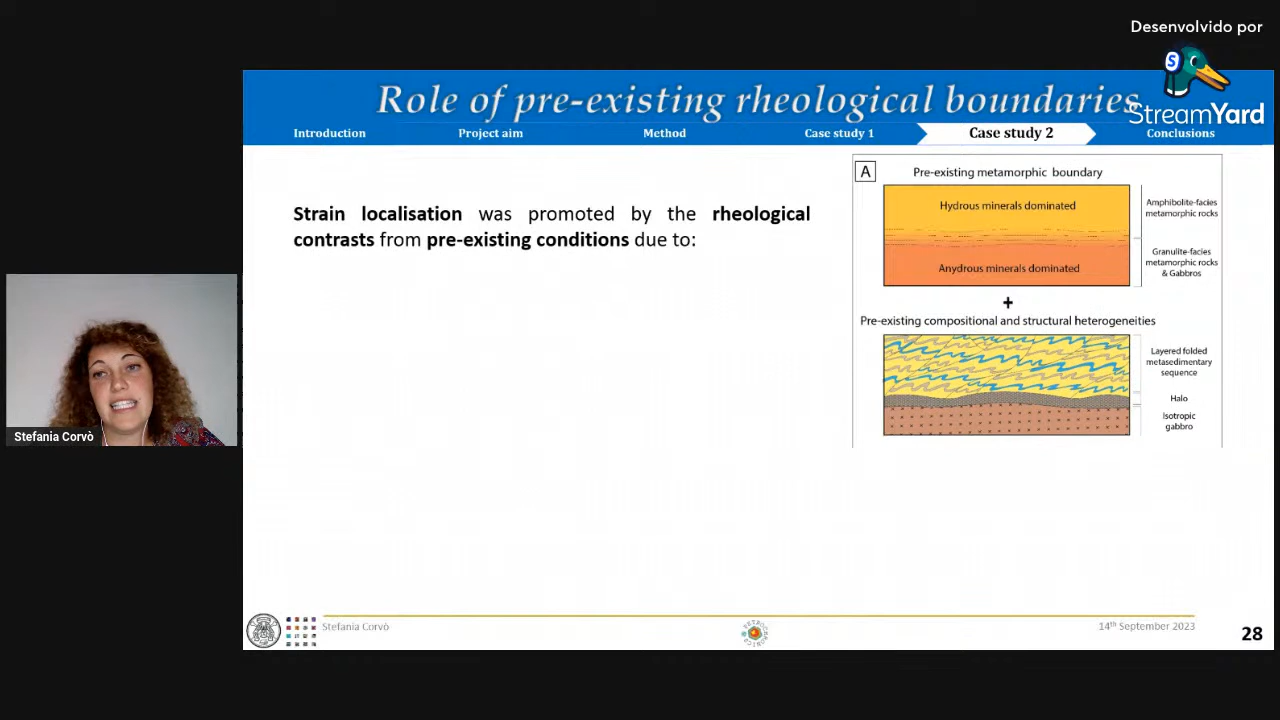 Desenvolvido por
StreamYard
Role of pre-existing rheological boundaries
Introduction
Project aim
Method
Case study 1
Case study 2
Conclusions
Strain localisation was promoted by the rheological
contrasts from pre-existing conditions due to:
A
Pre-existing metamorphic boundary
Hydrous minerals dominated
Anydrous minerals dominated
Amphibolite-facies
metamorphic rocks
Granulite-facies
metamorphic rocks
& Gabbros
+
Pre-existing compositional and structural heterogeneities
Layered folded
metasedimentary
sequence
Halo
Isotropic
gabbro
Stefania Corvò
Stefania Corvò
14th September 2023
28